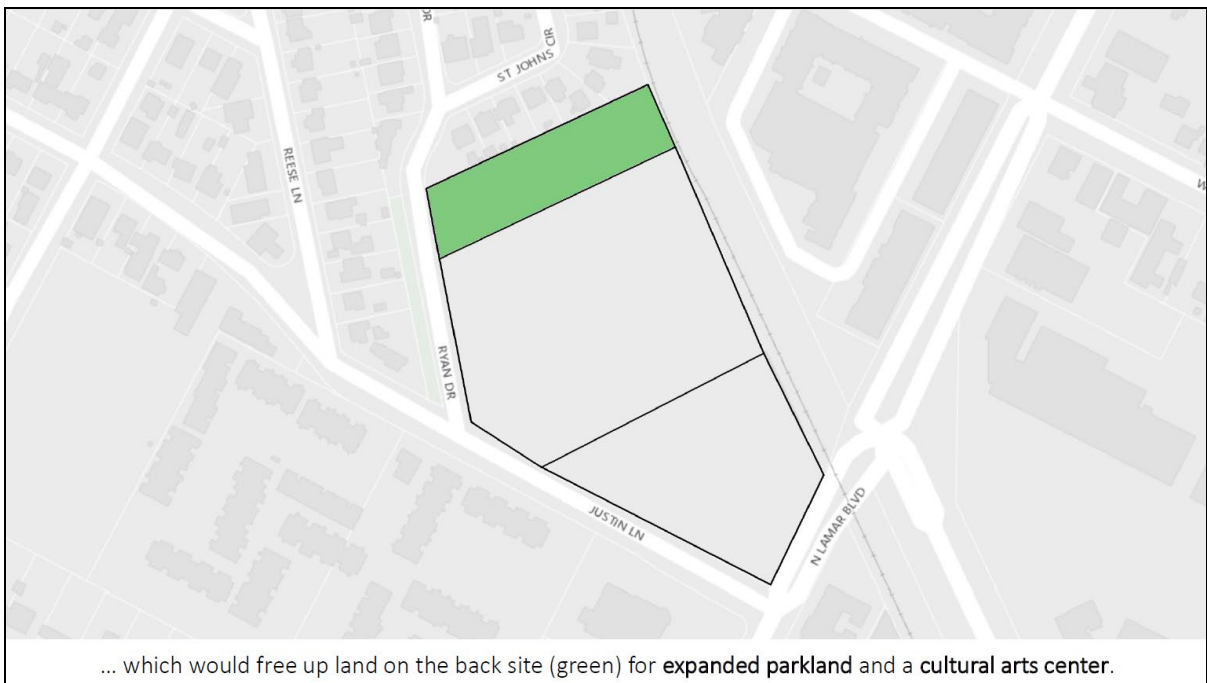 DR
ST JOHNS CIR
REESE LN
RYAN DR
JUSTIN LN
N LAMAR BLVD
W
... which would free up land on the back site (green) for expanded parkland and a cultural arts center.